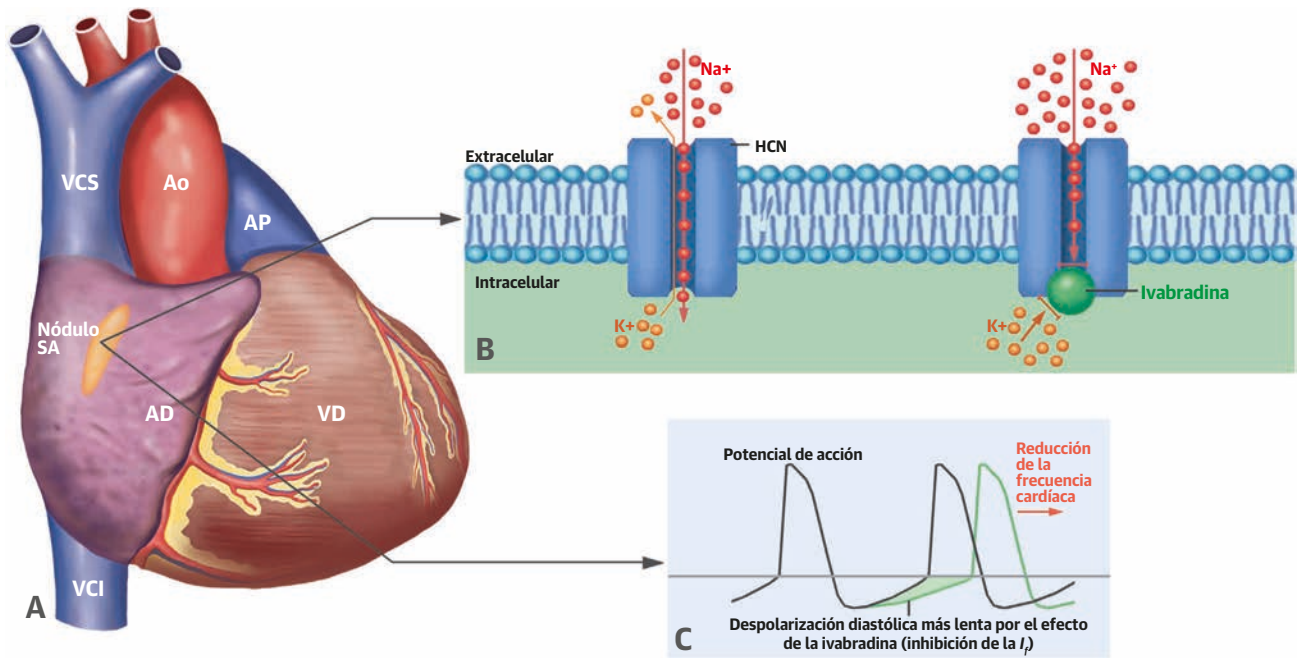 VCS
Ao
AP
Nódulo
SA
AD
VD
VCI
A
Na+
Na+
HCN
Extracelular
Intracelular
Ivabradina
K+
K+
B
Potencial de acción
Reducción
de la
frecuencia
cardíaca
Despolarización diastólica más lenta por el efecto
de la ivabradina (inhibición de la If)
C